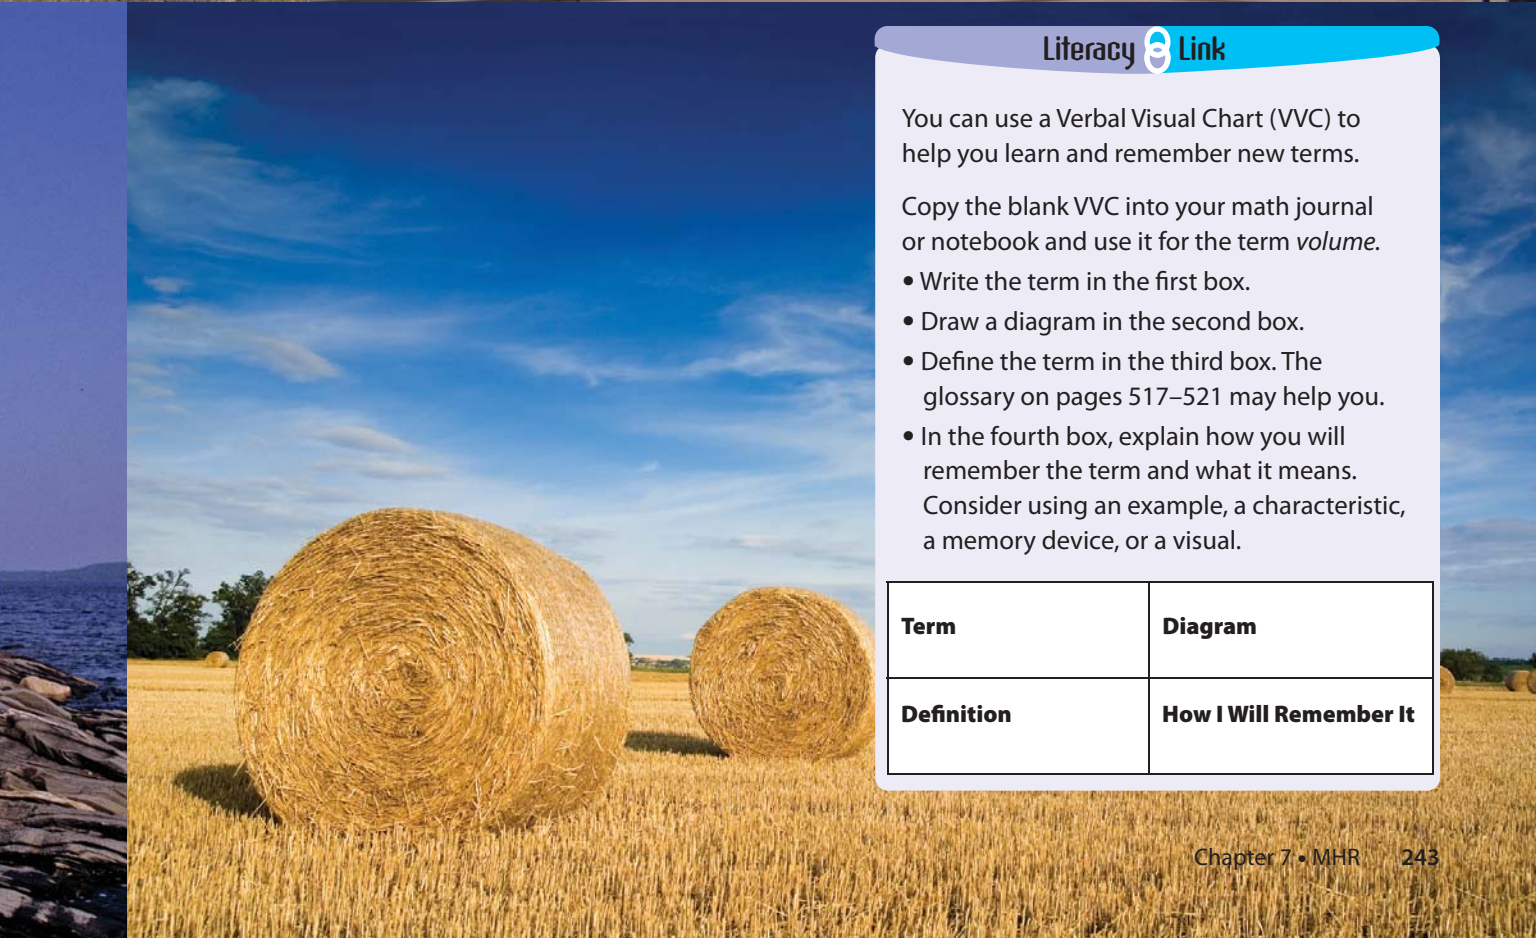 Literacy Link
You can use a Verbal Visual Chart (VVC) to
help you learn and remember new terms.
Copy the blank VVC into your math journal
or notebook and use it for the term volume.
• Write the term in the first box.
• Draw a diagram in the second box.
• Define the term in the third box. The
glossary on pages 517–521 may help you.
• In the fourth box, explain how you will
remember the term and what it means.
Consider using an example, a characteristic,
a memory device, or a visual.
Term
Diagram
Definition
How I Will Remember It
Chapter 7 • MHR 243